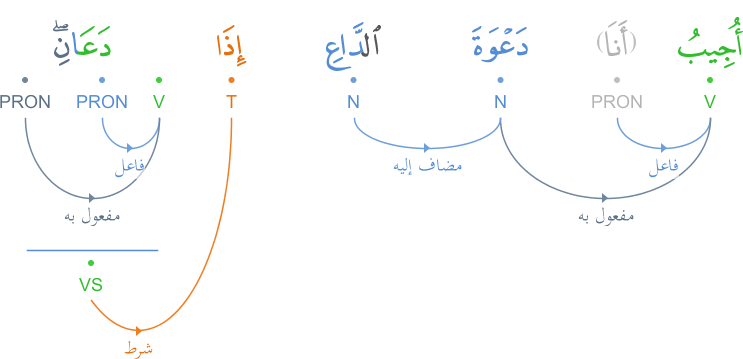 أُجِيبُ (أَنَا) دَعْوَةَ ٱلدَّاعِ إِذَا دَعَانِ ۖ
V PRON N N T V PRON PRON
فاعل مضاف إليه فاعل
مفعول به مفعول به
VS
شرط